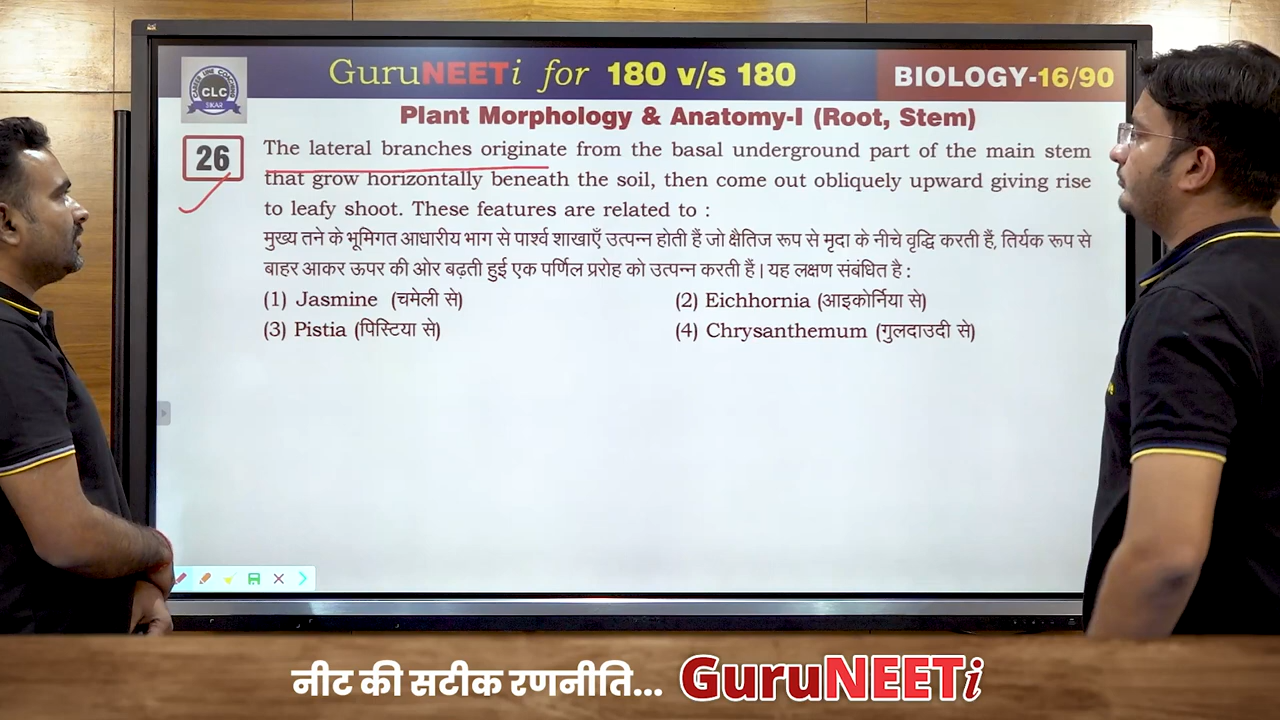 GuruNEETi for 180 v/s 180
BIOLOGY-16/90
CLC
SIKAR
Plant Morphology & Anatomy-I (Root, Stem)
26
The lateral branches originate from the basal underground part of the main stem
that grow horizontally beneath the soil, then come out obliquely upward giving rise
to leafy shoot. These features are related to :
मुख्य तने के भूमिगत आधारीय भाग से पार्श्व शाखाएँ उत्पन्न होती हैं जो क्षैतिज रूप से मृदा के नीचे वृद्धि करती हैं, तिर्यक रूप से
बाहर आकर ऊपर की ओर बढ़ती हुई एक पर्णिल प्ररोह को उत्पन्न करती हैं। यह लक्षण संबंधित है :
(1) Jasmine (चमेली से)
(2) Eichhornia (आइकोर्निया से)
(3) Pistia (पिस्टिया से)
(4) Chrysanthemum (गुलदाउदी से)
नीट की सटीक रणनीति... GuruNEETi